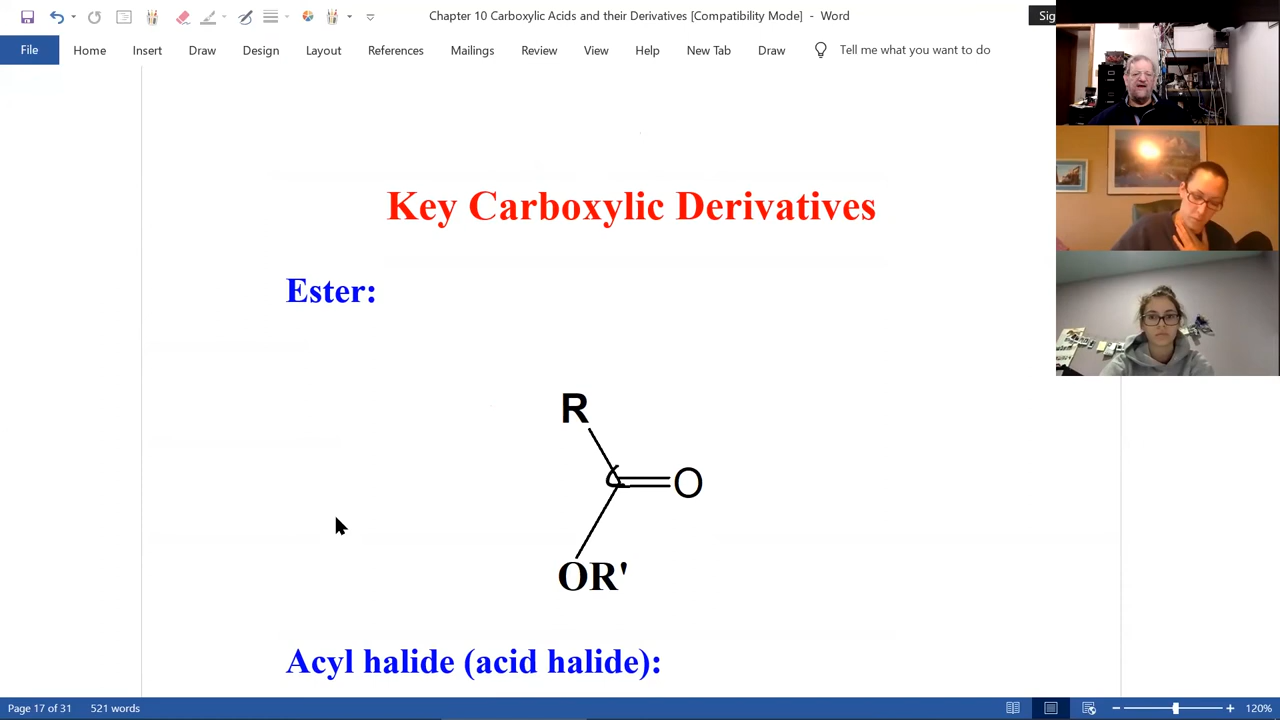 Chapter 10 Carboxylic Acids and their Derivatives [Compatibility Mode] - Word
File Home Insert Draw Design Layout References Mailings Review View Help New Tab Draw Tell me what you want to do
Key Carboxylic Derivatives
Ester:
R
C O
OR'
Acyl halide (acid halide):
Page 17 of 31 521 words 120%